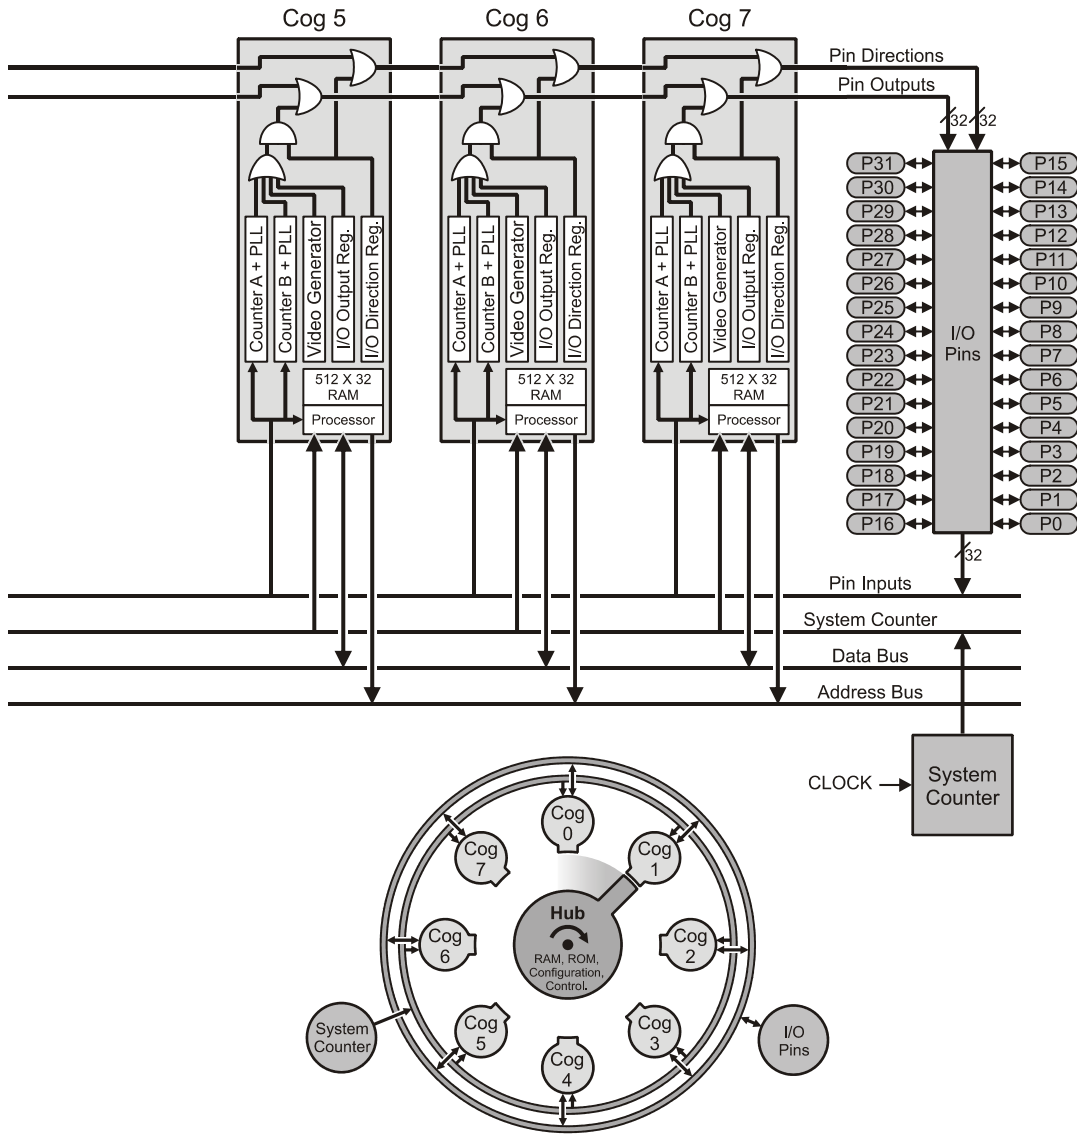 Cog 5
Cog 6
Cog 7
Pin Directions
Pin Outputs
32
32
Counter A + PLL
Counter B + PLL
Video Generator
I/O Output Reg.
I/O Direction Reg.
512 X 32
RAM
Processor
Counter A + PLL
Counter B + PLL
Video Generator
I/O Output Reg.
I/O Direction Reg.
512 X 32
RAM
Processor
Counter A + PLL
Counter B + PLL
Video Generator
I/O Output Reg.
I/O Direction Reg.
512 X 32
RAM
Processor
P31
P30
P29
P28
P27
P26
P25
P24
P23
P22
P21
P20
P19
P18
P17
P16
I/O
Pins
P15
P14
P13
P12
P11
P10
P9
P8
P7
P6
P5
P4
P3
P2
P1
P0
32
Pin Inputs
System Counter
Data Bus
Address Bus
CLOCK
System
Counter
Cog
0
Cog
1
Cog
2
Cog
3
Cog
4
Cog
5
Cog
6
Cog
7
Hub
RAM, ROM,
Configuration,
Control.
System
Counter
I/O
Pins